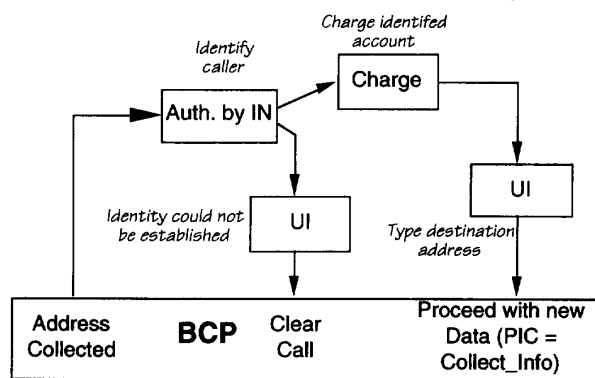 Charge identifed
account
Identify
caller
Charge
Auth. by IN
UI
UI
Identity could not
be established
Type destination
address
Address
Collected
BCP
Clear
Call
Proceed with new
Data (PIC =
Collect_Info)